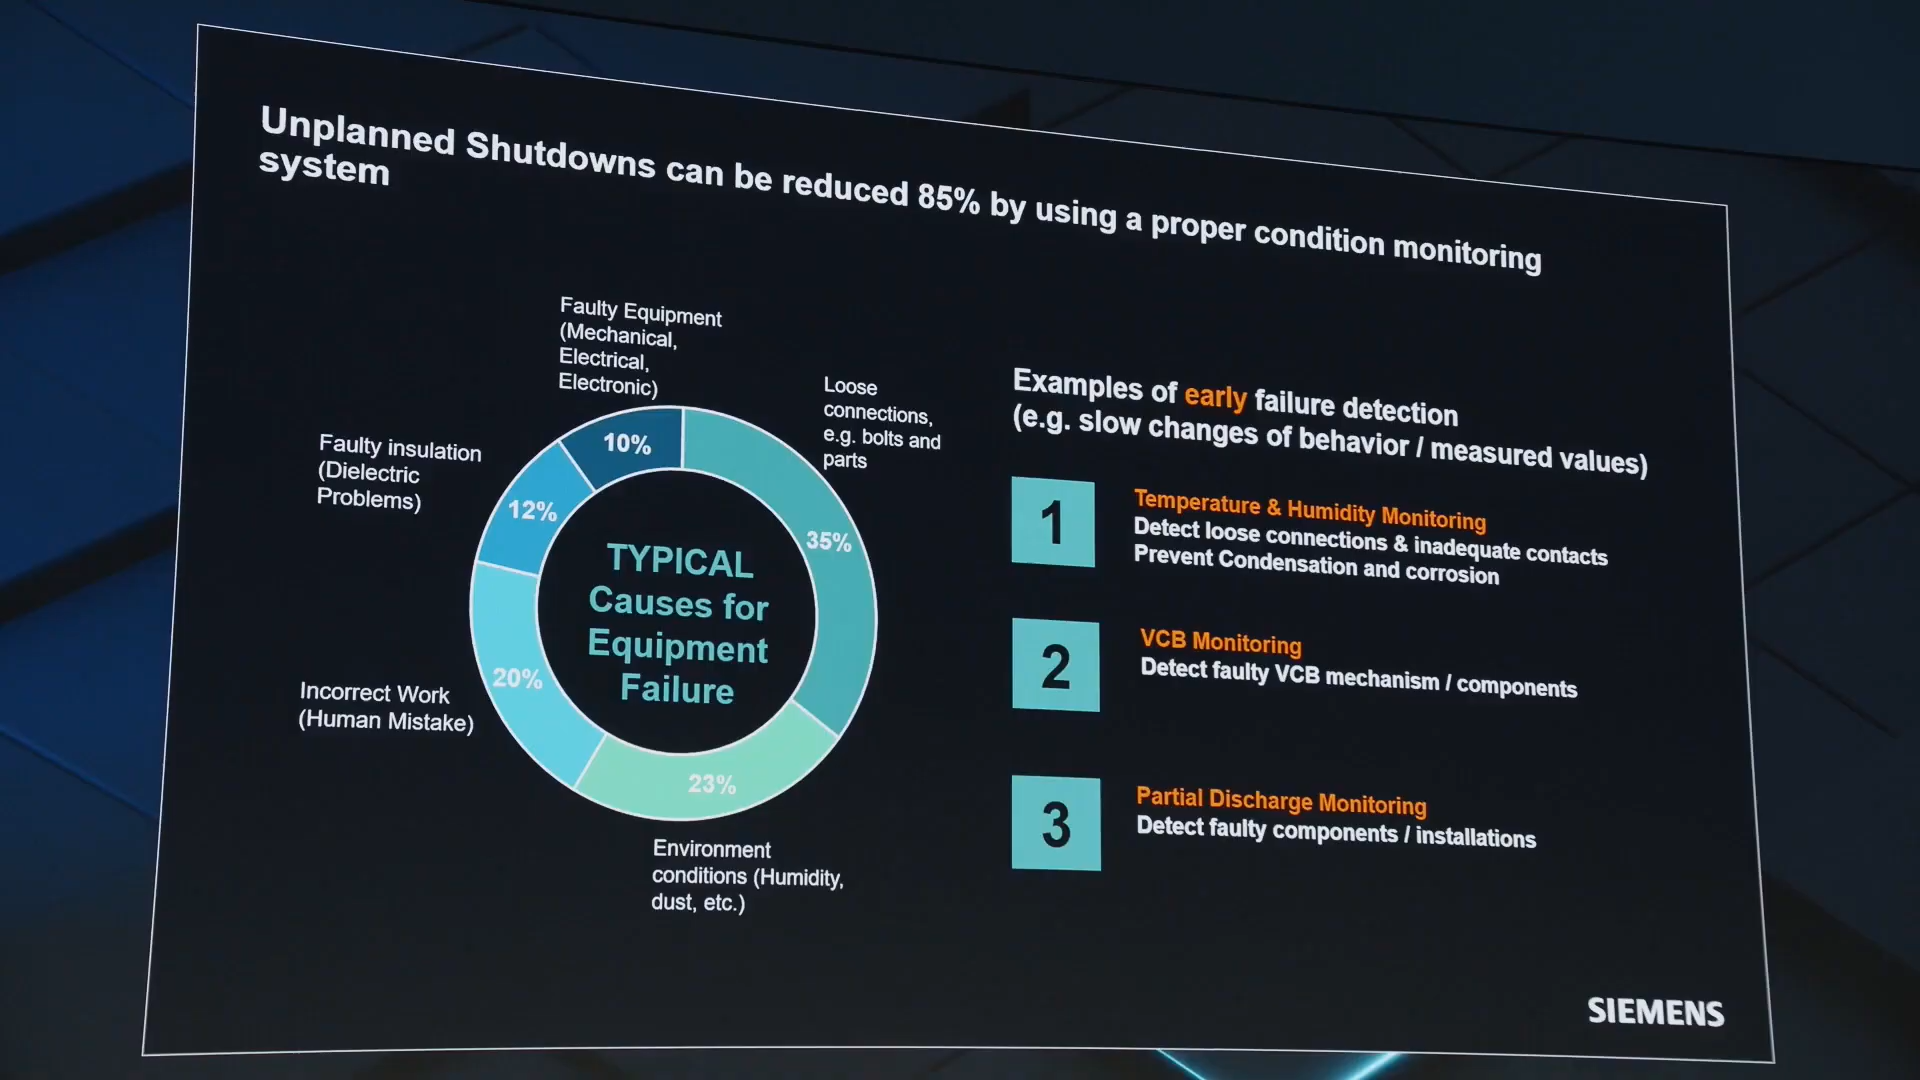 Unplanned Shutdowns can be reduced 85% by using a proper condition monitoring
system
Faulty Equipment
(Mechanical,
Electrical,
Electronic)
Loose
connections,
e.g. bolts and
parts
Faulty insulation
(Dielectric
Problems)
Incorrect Work
(Human Mistake)
Environment
conditions (Humidity,
dust, etc.)
10%
35%
12%
20%
23%
TYPICAL
Causes for
Equipment
Failure
Examples of early failure detection
(e.g. slow changes of behavior / measured values)
1
Temperature & Humidity Monitoring
Detect loose connections & inadequate contacts
Prevent Condensation and corrosion
2
VCB Monitoring
Detect faulty VCB mechanism / components
3
Partial Discharge Monitoring
Detect faulty components / installations
SIEMENS